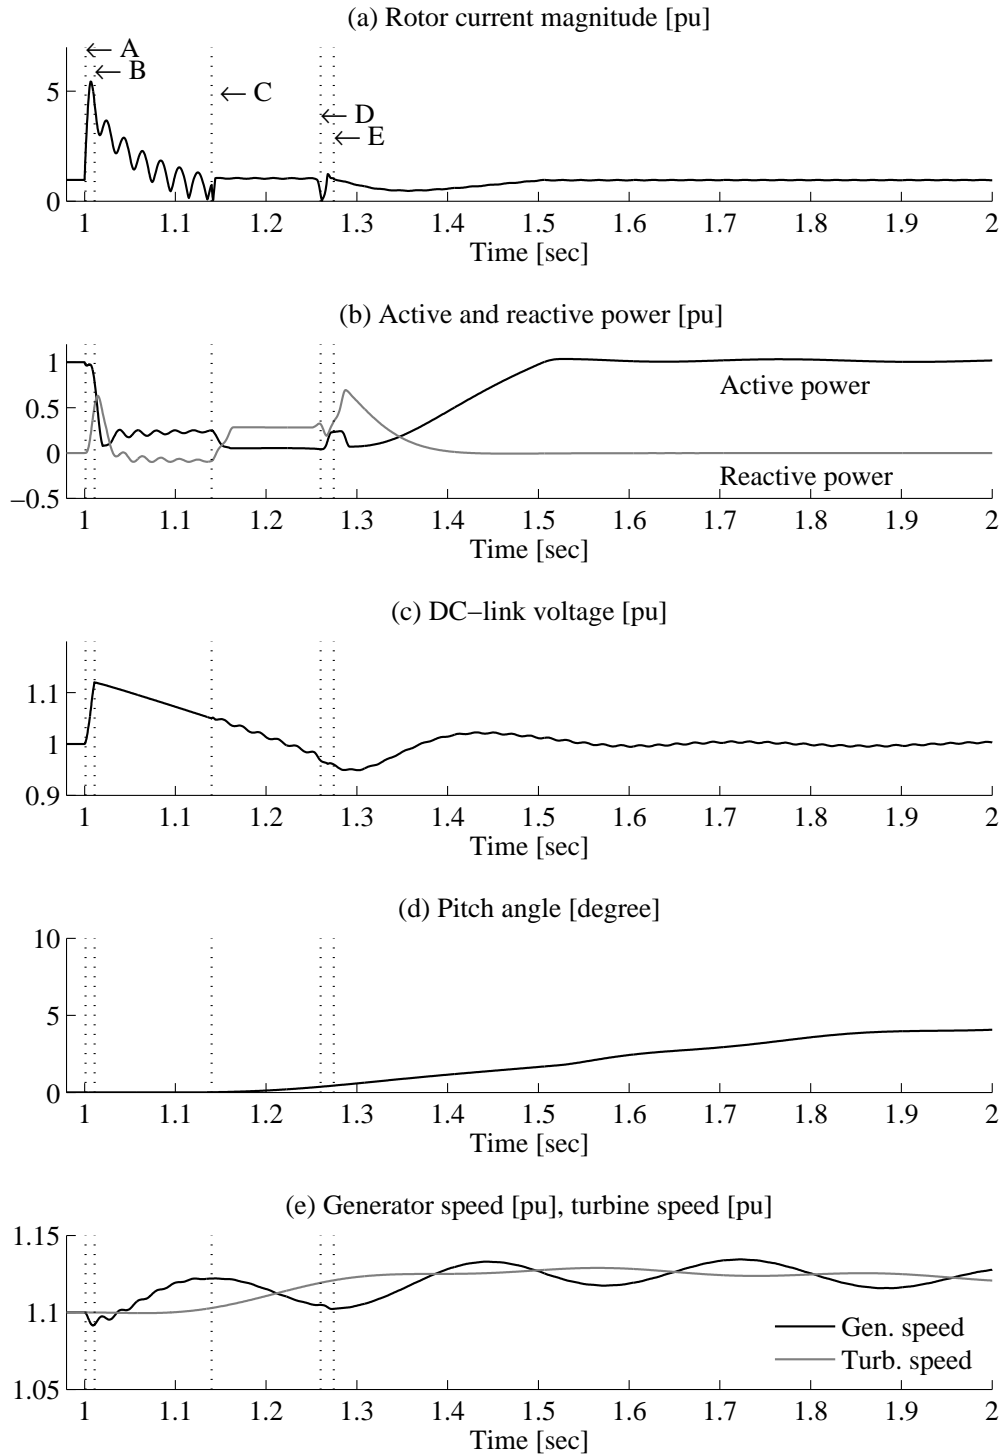 (a) Rotor current magnitude [pu]
← A
← B
← C
← D
← E
5
0
1 1.1 1.2 1.3 1.4 1.5 1.6 1.7 1.8 1.9 2
Time [sec]
(b) Active and reactive power [pu]
1
0.5
0
−0.5
Active power
Reactive power
1 1.1 1.2 1.3 1.4 1.5 1.6 1.7 1.8 1.9 2
Time [sec]
(c) DC−link voltage [pu]
1.1
1
0.9
1 1.1 1.2 1.3 1.4 1.5 1.6 1.7 1.8 1.9 2
Time [sec]
(d) Pitch angle [degree]
10
5
0
1 1.1 1.2 1.3 1.4 1.5 1.6 1.7 1.8 1.9 2
Time [sec]
(e) Generator speed [pu], turbine speed [pu]
1.15
1.1
1.05
Gen. speed
Turb. speed
1 1.1 1.2 1.3 1.4 1.5 1.6 1.7 1.8 1.9 2
Time [sec]